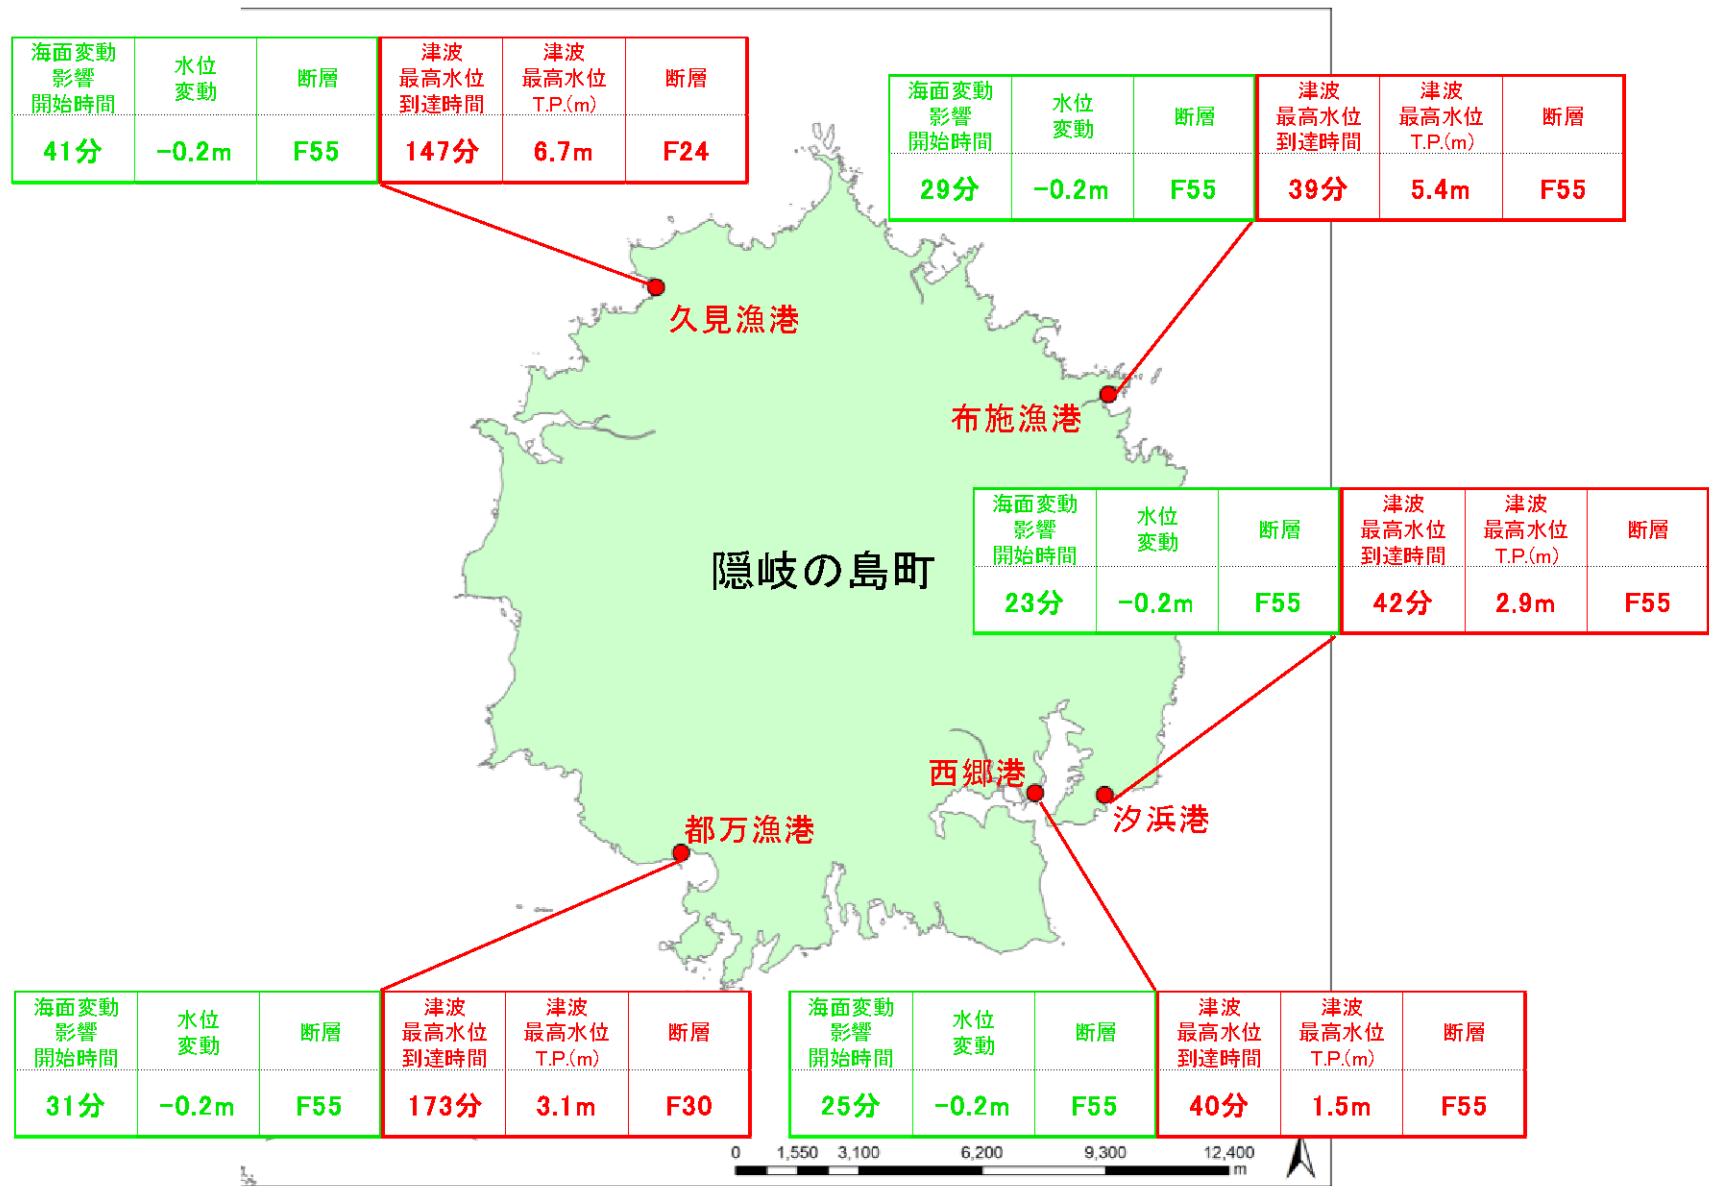 海面変動
影響
開始時間
水位
変動
断層
津波
最高水位
到達時間
津波
最高水位
T.P.(m)
断層
41分 -0.2m F55 147分 6.7m F24
海面変動
影響
開始時間
水位
変動
断層
津波
最高水位
到達時間
津波
最高水位
T.P.(m)
断層
29分 -0.2m F55 39分 5.4m F55
久見漁港
布施漁港
海面変動
影響
開始時間
水位
変動
断層
津波
最高水位
到達時間
津波
最高水位
T.P.(m)
断層
23分 -0.2m F55 42分 2.9m F55
隠岐の島町
西郷港
汐浜港
都万漁港
海面変動
影響
開始時間
水位
変動
断層
津波
最高水位
到達時間
津波
最高水位
T.P.(m)
断層
31分 -0.2m F55 173分 3.1m F30
海面変動
影響
開始時間
水位
変動
断層
津波
最高水位
到達時間
津波
最高水位
T.P.(m)
断層
25分 -0.2m F55 40分 1.5m F55
0 1,550 3,100 6,200 9,300 12,400
m